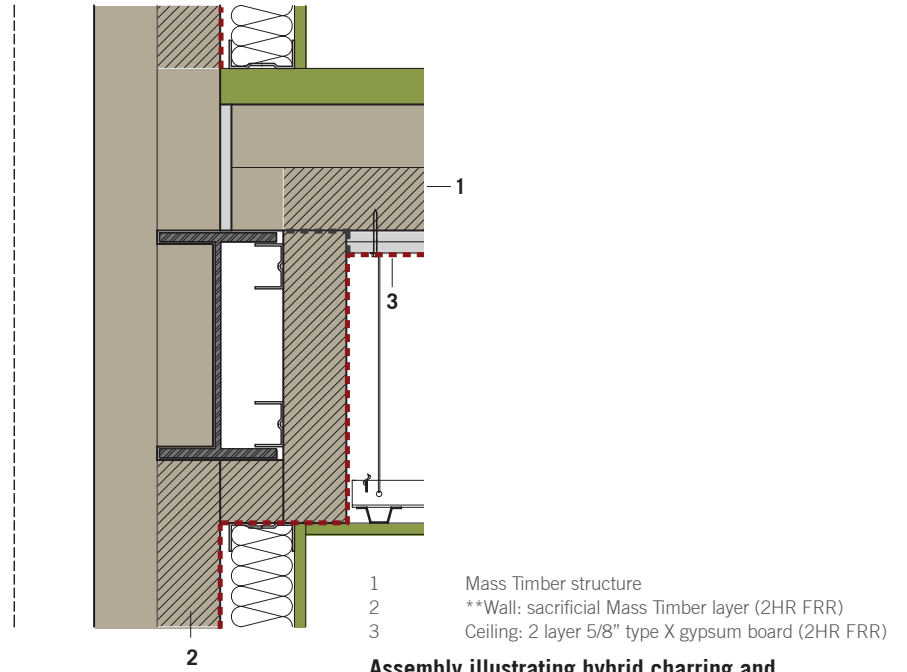 1
3
2
1 Mass Timber structure
2 **Wall: sacrificial Mass Timber layer (2HR FRR)
3 Ceiling: 2 layer 5/8” type X gypsum board (2HR FRR)
Assembly illustrating hybrid charring and